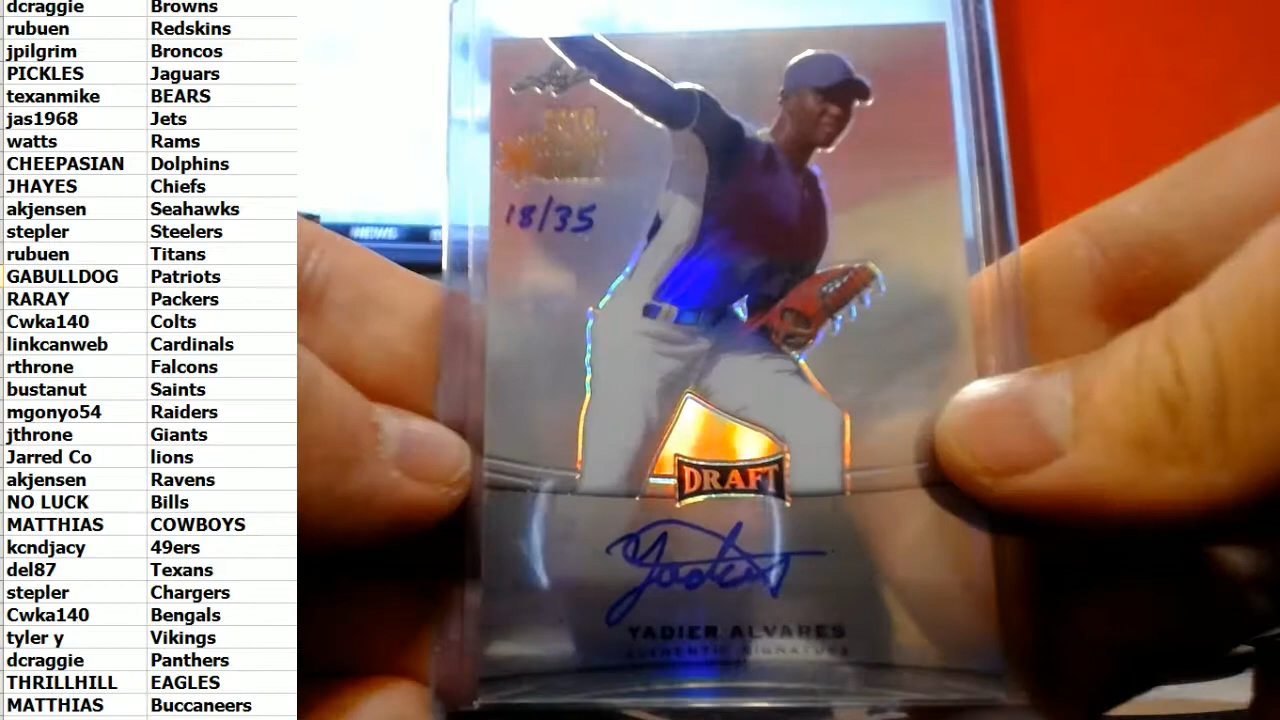 dcraggie Browns
rubuen Redskins
jpilgrim Broncos
PICKLES Jaguars
texanmike BEARS
jas1968 Jets
watts Rams
CHEEPASIAN Dolphins
JHAYES Chiefs
akjensen Seahawks
stepler Steelers
rubuen Titans
GABULLDOG Patriots
RARAY Packers
Cwka140 Colts
linkcanweb Cardinals
rthrone Falcons
bustanut Saints
mgonyo54 Raiders
jthrone Giants
Jarred Co lions
akjensen Ravens
NO LUCK Bills
MATTHIAS COWBOYS
kcndjacy 49ers
del87 Texans
stepler Chargers
Cwka140 Bengals
tyler y Vikings
dcraggie Panthers
THRILLHILL EAGLES
MATTHIAS Buccaneers
NEWS
18/35
DRAFT
YADIER ALVARES
AUTHENTIC SIGNATURE